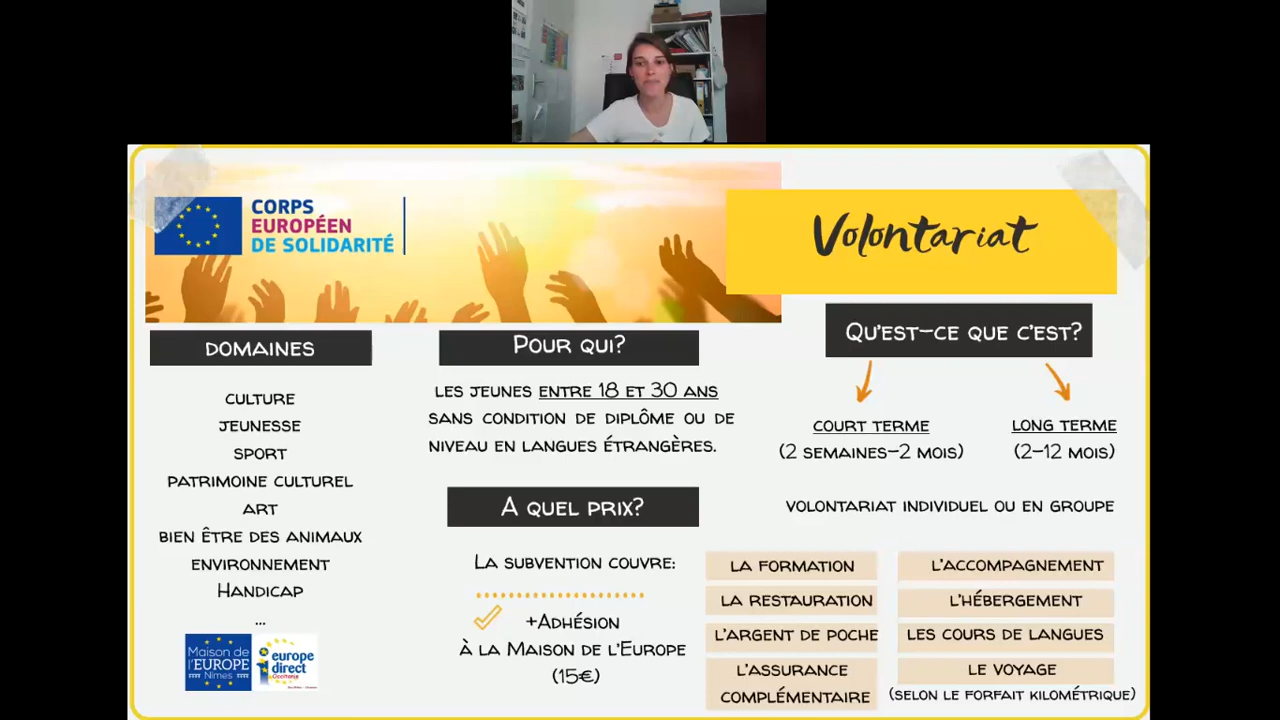 CORPS
EUROPÉEN
DE SOLIDARITÉ
Volontariat
DOMAINES
CULTURE
JEUNESSE
SPORT
PATRIMOINE CULTUREL
ART
BIEN ÊTRE DES ANIMAUX
ENVIRONNEMENT
HANDICAP
...
Maison de
l'EUROPE
Nîmes
europe
direct
Occitanie
POUR QUI?
LES JEUNES ENTRE 18 ET 30 ANS
SANS CONDITION DE DIPLÔME OU DE
NIVEAU EN LANGUES ÉTRANGÈRES.
A QUEL PRIX?
LA SUBVENTION COUVRE:
+ADHÉSION
À LA MAISON DE L'EUROPE
(15€)
QU'EST-CE QUE C'EST?
COURT TERME
(2 SEMAINES-2 MOIS)
LONG TERME
(2-12 MOIS)
VOLONTARIAT INDIVIDUEL OU EN GROUPE
LA FORMATION
LA RESTAURATION
L'ARGENT DE POCHE
L'ASSURANCE
COMPLÉMENTAIRE
L'ACCOMPAGNEMENT
L'HÉBERGEMENT
LES COURS DE LANGUES
LE VOYAGE
(SELON LE FORFAIT KILOMÉTRIQUE)